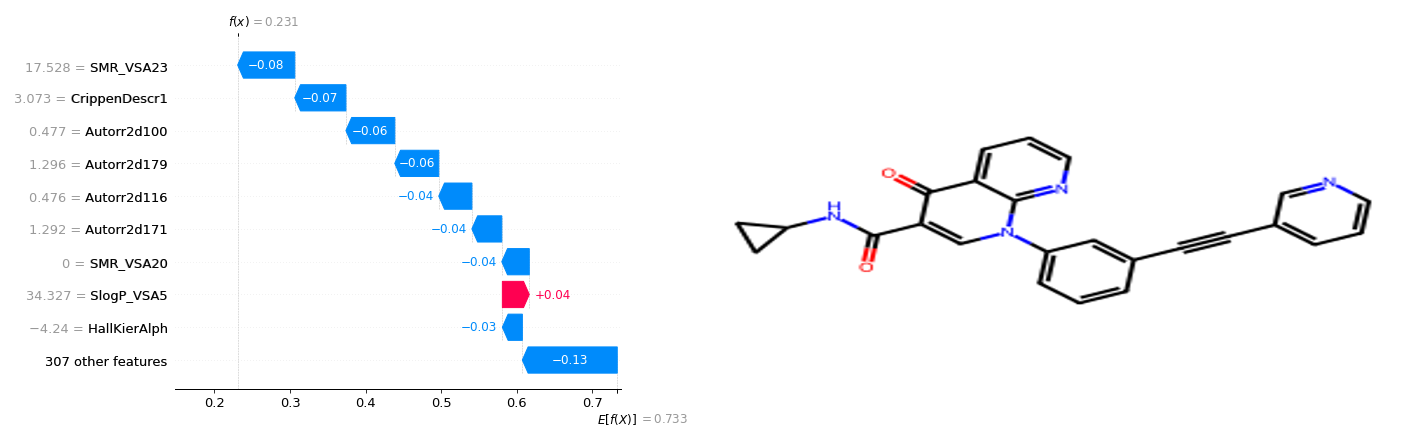 f(x) = 0.231
17.528 = SMR_VSA23
−0.08
3.073 = CrippenDescr1
−0.07
0.477 = Autorr2d100
−0.06
1.296 = Autorr2d179
−0.06
0.476 = Autorr2d116
−0.04
1.292 = Autorr2d171
−0.04
0 = SMR_VSA20
−0.04
34.327 = SlogP_VSA5
+0.04
−4.24 = HallKierAlph
−0.03
307 other features
−0.13
0.2 0.3 0.4 0.5 0.6 0.7
E[f(X)] = 0.733
O
N
N
H
N
N
O